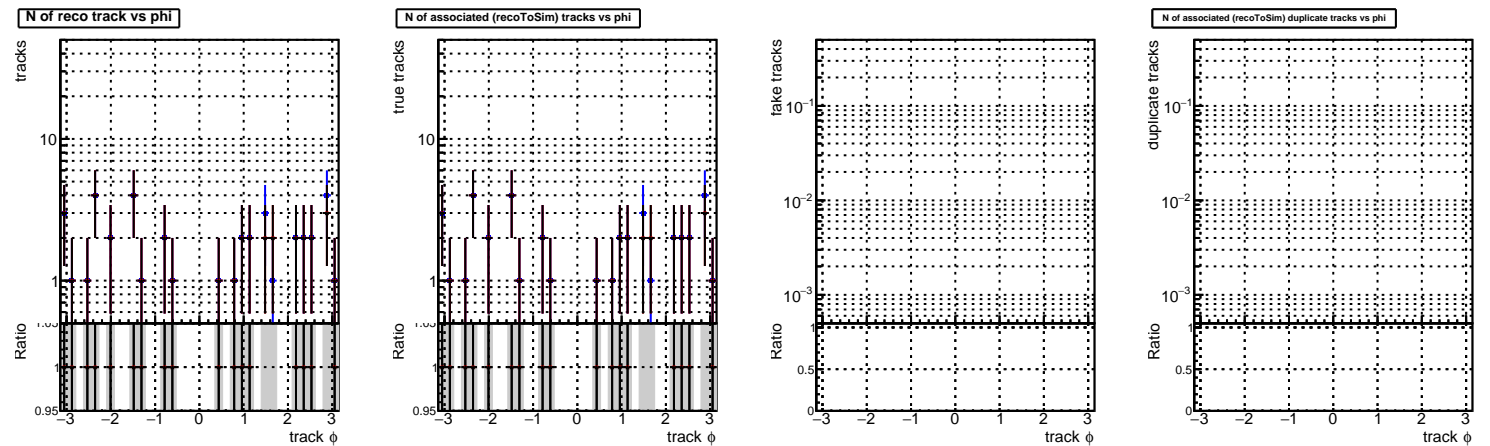 N of reco track vs phi
tracks
10
1
Ratio
1.05
1
0.95
−3 −2 −1 0 1 2 3
track ϕ
N of associated (recoToSim) tracks vs phi
true tracks
10
1
Ratio
1.05
1
0.95
−3 −2 −1 0 1 2 3
track ϕ
fake tracks
10−1
10−2
10−3
Ratio
1
0.5
0
−3 −2 −1 0 1 2 3
track ϕ
N of associated (recoToSim) duplicate tracks vs phi
duplicate tracks
10−1
10−2
10−3
Ratio
1
0.5
0
−3 −2 −1 0 1 2 3
track ϕ